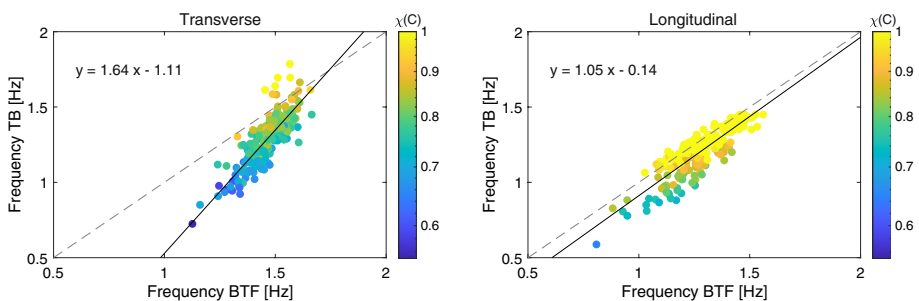 Transverse
χ(C)
2
1.5
1
0.5
Frequency TB [Hz]
y = 1.64 x - 1.11
0.5
1
1.5
2
Frequency BTF [Hz]
1
0.9
0.8
0.7
0.6
Longitudinal
χ(C)
2
1.5
1
0.5
Frequency TB [Hz]
y = 1.05 x - 0.14
0.5
1
1.5
2
Frequency BTF [Hz]
1
0.9
0.8
0.7
0.6